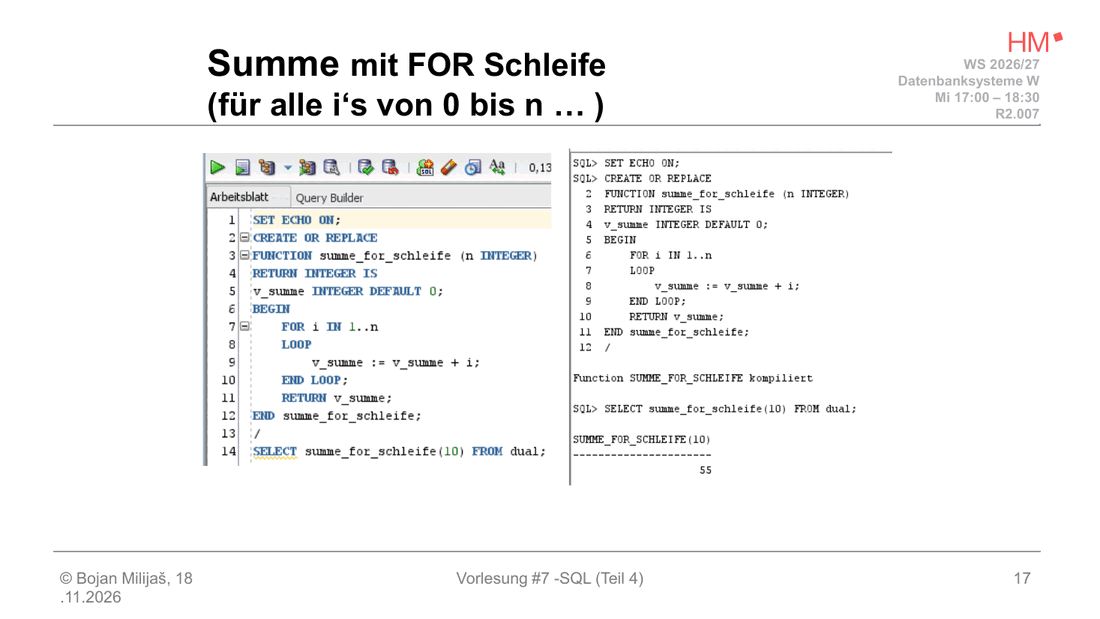 Summe mit FOR Schleife
(für alle i‘s von 0 bis n … )
HM
WS 2026/27
Datenbanksysteme W
Mi 17:00 – 18:30
R2.007
0,13
Arbeitsblatt
Query Builder
1 SET ECHO ON;
2 CREATE OR REPLACE
3 FUNCTION summe_for_schleife (n INTEGER)
4 RETURN INTEGER IS
5 v_summe INTEGER DEFAULT 0;
6 BEGIN
7 FOR i IN 1..n
8 LOOP
9 v_summe := v_summe + i;
10 END LOOP;
11 RETURN v_summe;
12 END summe_for_schleife;
13 /
14 SELECT summe_for_schleife(10) FROM dual;
SQL> SET ECHO ON;
SQL> CREATE OR REPLACE
2 FUNCTION summe_for_schleife (n INTEGER)
3 RETURN INTEGER IS
4 v_summe INTEGER DEFAULT 0;
5 BEGIN
6 FOR i IN 1..n
7 LOOP
8 v_summe := v_summe + i;
9 END LOOP;
10 RETURN v_summe;
11 END summe_for_schleife;
12 /
Function SUMME_FOR_SCHLEIFE kompiliert
SQL> SELECT summe_for_schleife(10) FROM dual;
SUMME_FOR_SCHLEIFE(10)
----------------------
55
© Bojan Milijaš, 18
.11.2026
Vorlesung #7 -SQL (Teil 4)
17